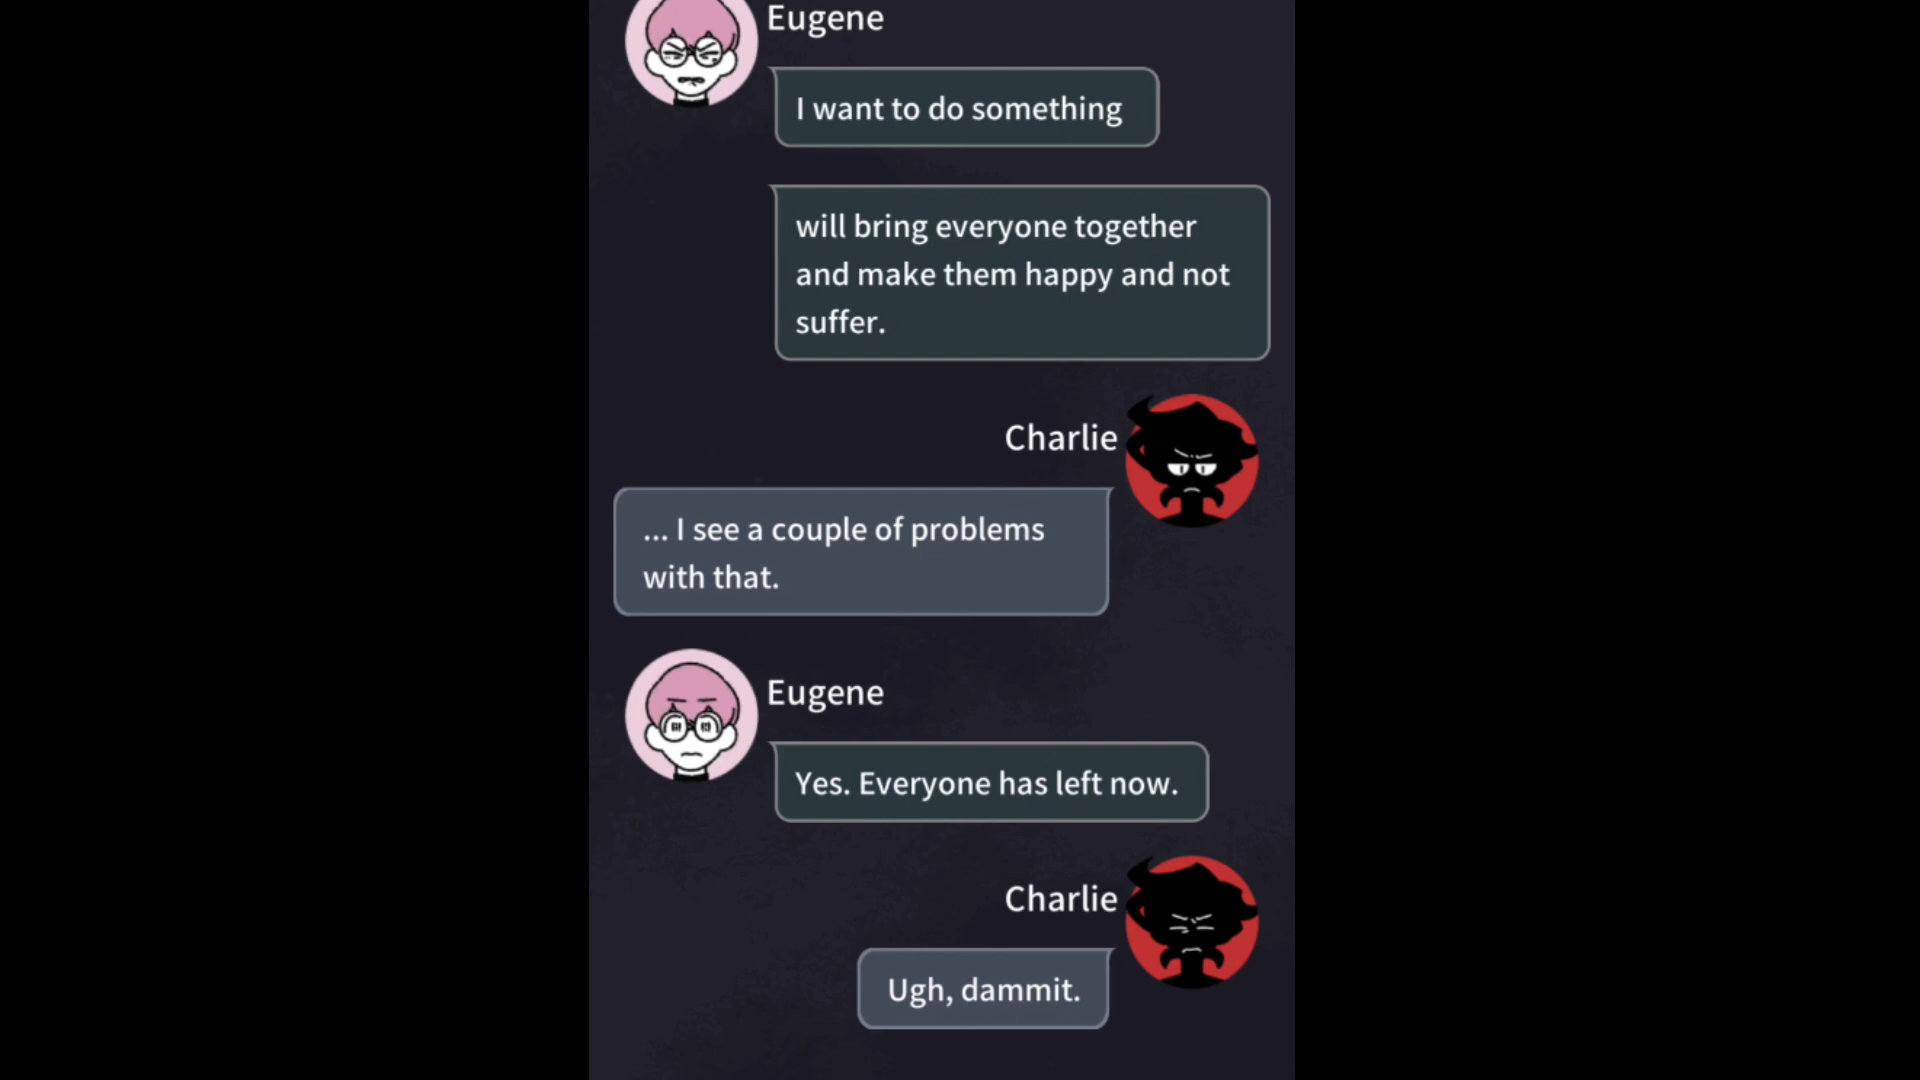 Eugene
I want to do something
will bring everyone together
and make them happy and not
suffer.
Charlie
... I see a couple of problems
with that.
Eugene
Yes. Everyone has left now.
Charlie
Ugh, dammit.